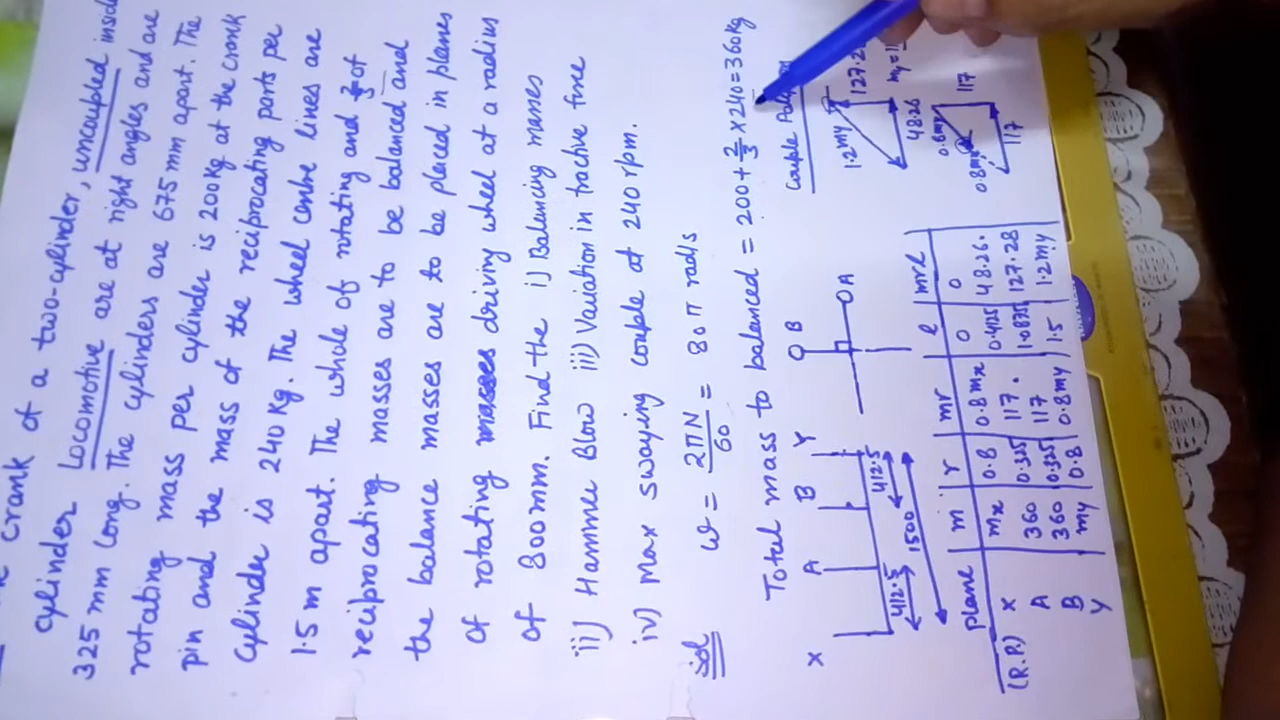 crank of a two-cylinder, uncoupled inside
cylinder Locomotive are at right angles and are
325 mm long. The cylinders are 675 mm apart. The
rotating mass per cylinder is 200 kg at the crank
pin and the mass of the reciprocating parts per
cylinder is 240 kg. The wheel centre lines are
1.5 m apart. The whole of rotating and 2/3 of
reciprocating masses are to be balanced and
the balance masses are to be placed in planes
of rotating masses driving wheel at a radius
of 800 mm. Find the i) Balancing masses
ii) Hammer Blow iii) Variation in tractive force
iv) Max swaying couple at 240 rpm.
Sol
ω = 2πN/60 = 80π rad/s
Total mass to balanced = 200 + 2/3 × 240 = 360 kg
X A B Y
412.5 412.5
1500
B
A
Plane m r mr l mrl
(R.P) X mx 0.8 0.8 mx 0 0
A 360 0.325 117. 0.4125 48.26.
B 360 0.325 117 1.0875 127.28
Y my 0.8 0.8my 1.5 1.2 my
Couple
1.2my
48.26
my =
0.8my
117
117